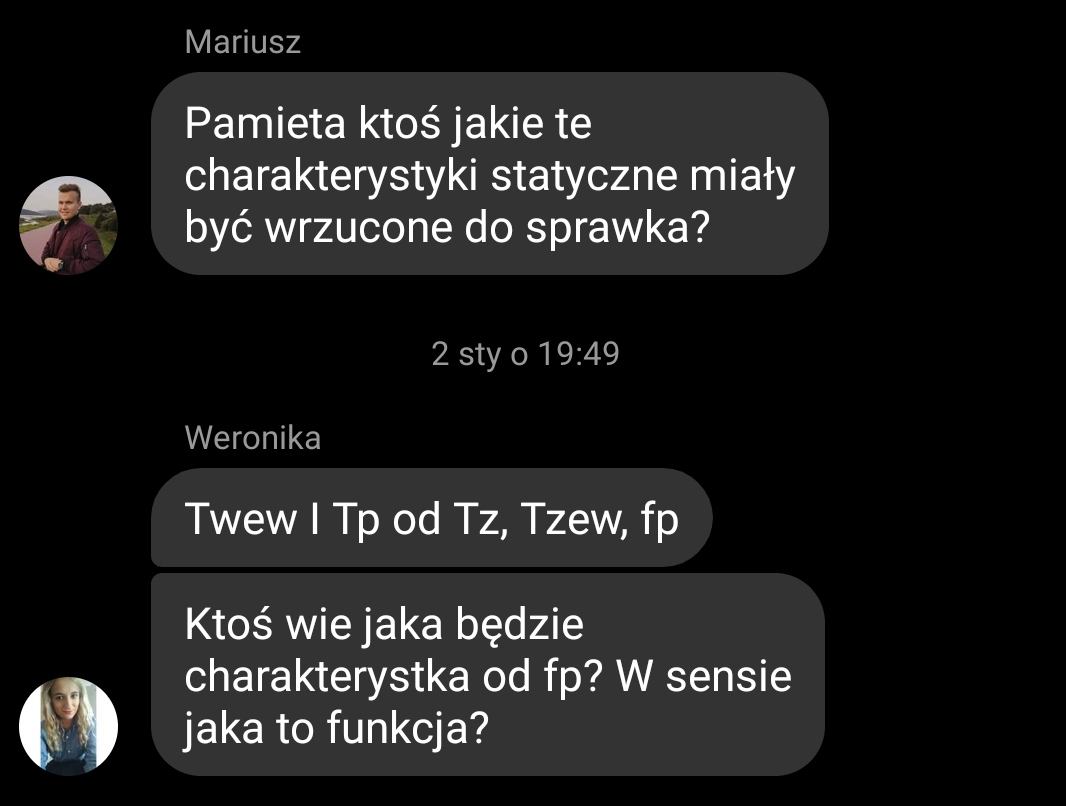 Mariusz
Pamieta ktoś jakie te
charakterystyki statyczne miały
być wrzucone do sprawka?
2 sty o 19:49
Weronika
Twew I Tp od Tz, Tzew, fp
Ktoś wie jaka będzie
charakterystka od fp? W sensie
jaka to funkcja?